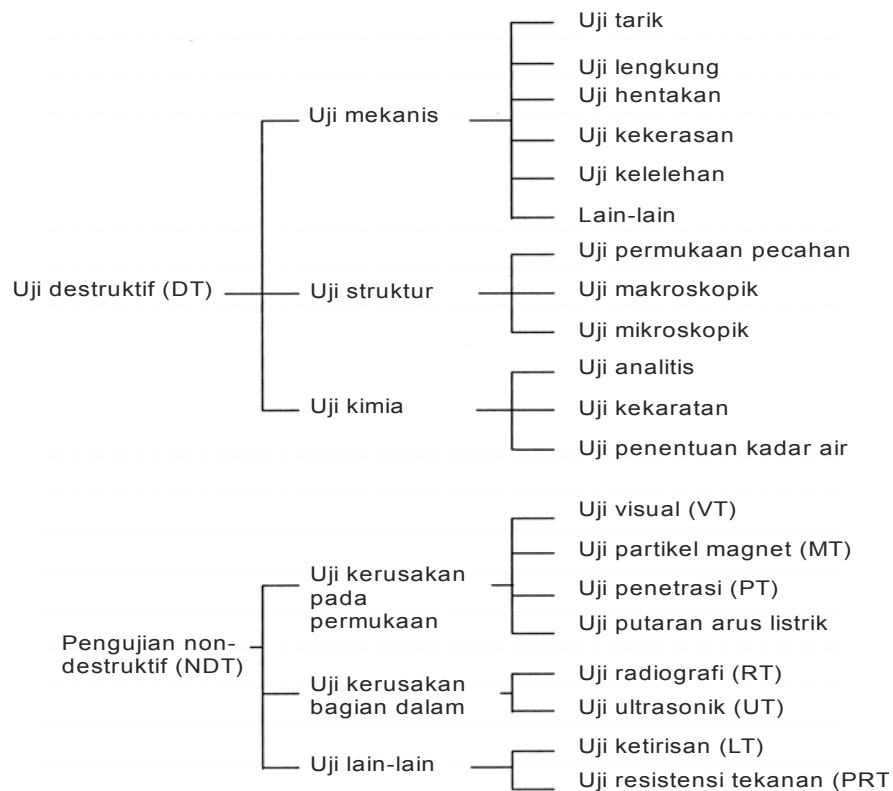 Uji tarik
Uji lengkung
Uji hentakan
Uji mekanis
Uji kekerasan
Uji kelelehan
Lain-lain
Uji permukaan pecahan
Uji destruktif (DT)
Uji struktur
Uji makroskopik
Uji mikroskopik
Uji analitis
Uji kimia
Uji kekaratan
Uji penentuan kadar air
Uji visual (VT)
Uji partikel magnet (MT)
Uji kerusakan
pada
permukaan
Uji penetrasi (PT)
Uji putaran arus listrik
Pengujian non-
destruktif (NDT)
Uji radiografi (RT)
Uji kerusakan
bagian dalam
Uji ultrasonik (UT)
Uji ketirisan (LT)
Uji lain-lain
Uji resistensi tekanan (PRT